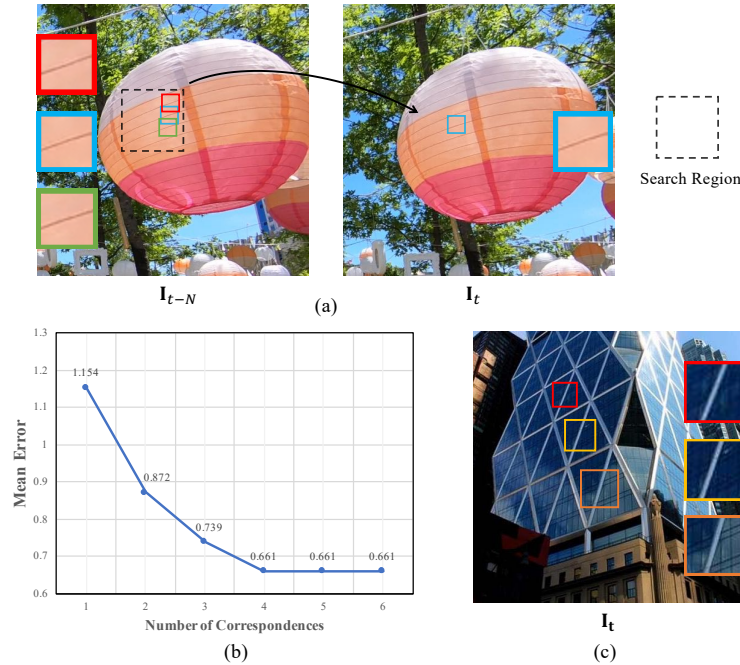 Search Region
I_{t−N}
I_t
(a)
1.3
1.2
1.1
1
0.9
0.8
0.7
0.6
1.154
0.872
0.739
0.661
0.661
0.661
Mean Error
1 2 3 4 5 6
Number of Correspondences
(b)
I_t
(c)